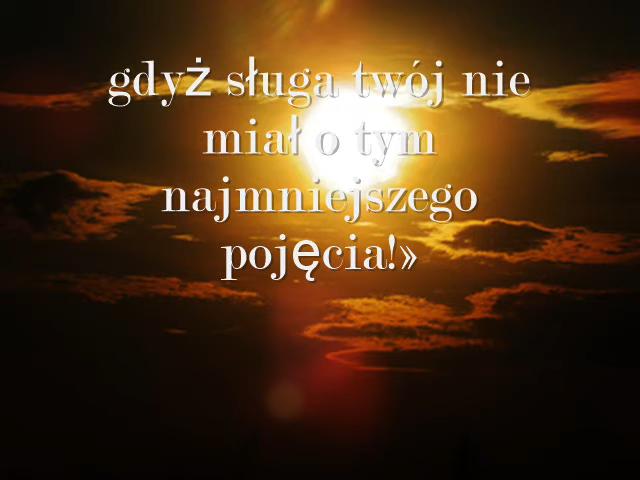 gdyż sługa twój nie
miał o tym
najmniejszego
pojęcia!»